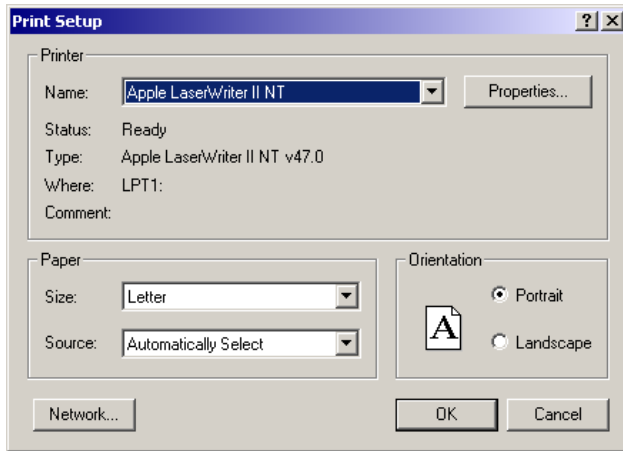 Print Setup
Printer
Name: Apple LaserWriter II NT Properties...
Status: Ready
Type: Apple LaserWriter II NT v47.0
Where: LPT1:
Comment:
Paper
Size: Letter
Source: Automatically Select
Orientation
A
Portrait
Landscape
Network... OK Cancel